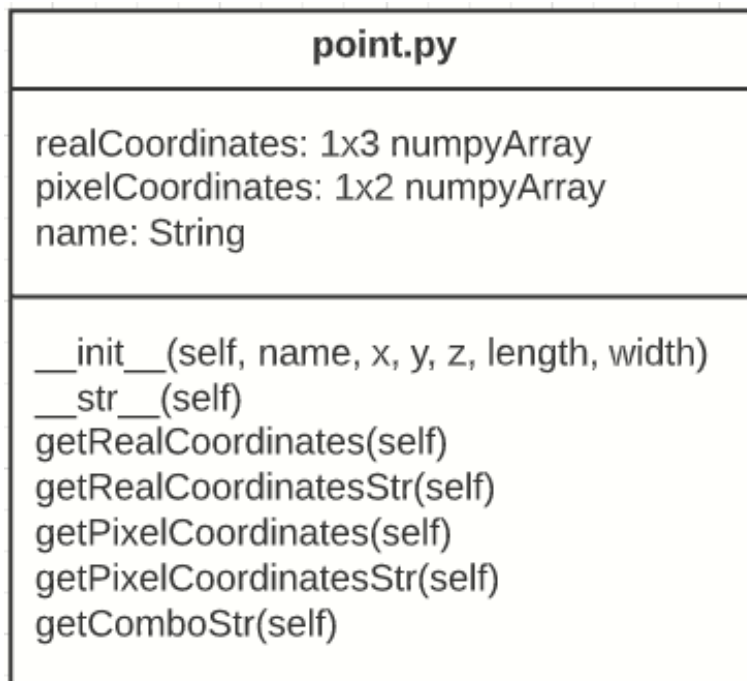 point.py
realCoordinates: 1x3 numpyArray
pixelCoordinates: 1x2 numpyArray
name: String
__init__(self, name, x, y, z, length, width)
__str__(self)
getRealCoordinates(self)
getRealCoordinatesStr(self)
getPixelCoordinates(self)
getPixelCoordinatesStr(self)
getComboStr(self)